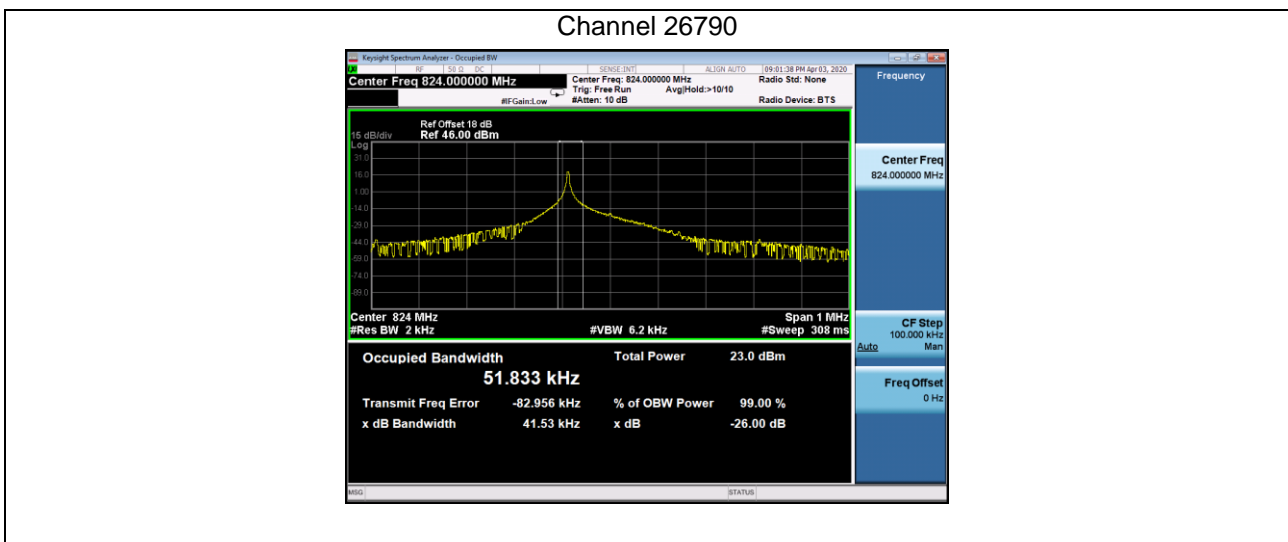 Channel 26790
Keysight Spectrum Analyzer - Occupied BW
RF 50 Ω DC SENSE:INT ALIGN AUTO 09:01:38 PM Apr 03, 2020
Center Freq 824.000000 MHz
Center Freq: 824.000000 MHz Radio Std: None
Trig: Free Run Avg|Hold:>10/10
#IFGain:Low #Atten: 10 dB Radio Device: BTS
Frequency
Ref Offset 18 dB
15 dB/div Ref 46.00 dBm
Log
31.0
16.0
1.00
-14.0
-29.0
-44.0
-59.0
-74.0
-89.0
Center Freq
824.000000 MHz
Center 824 MHz Span 1 MHz
#Res BW 2 kHz #VBW 6.2 kHz #Sweep 308 ms
CF Step
100.000 kHz
Auto Man
Occupied Bandwidth Total Power 23.0 dBm
51.833 kHz
Freq Offset
0 Hz
Transmit Freq Error -82.956 kHz % of OBW Power 99.00 %
x dB Bandwidth 41.53 kHz x dB -26.00 dB
MSG STATUS